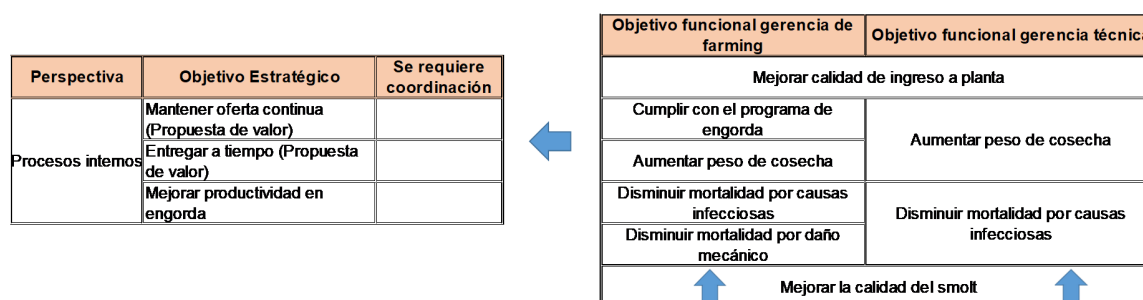 Perspectiva
Objetivo Estratégico
Se requiere
coordinación
Procesos internos
Mantener oferta continua
(Propuesta de valor)
Entregar a tiempo (Propuesta
de valor)
Mejorar productividad en
engorda
Objetivo funcional gerencia de
farming
Objetivo funcional gerencia técnica
Mejorar calidad de ingreso a planta
Cumplir con el programa de
engorda
Aumentar peso de cosecha
Aumentar peso de cosecha
Disminuir mortalidad por causas
infecciosas
Disminuir mortalidad por daño
mecánico
Disminuir mortalidad por causas
infecciosas
Mejorar la calidad del smolt